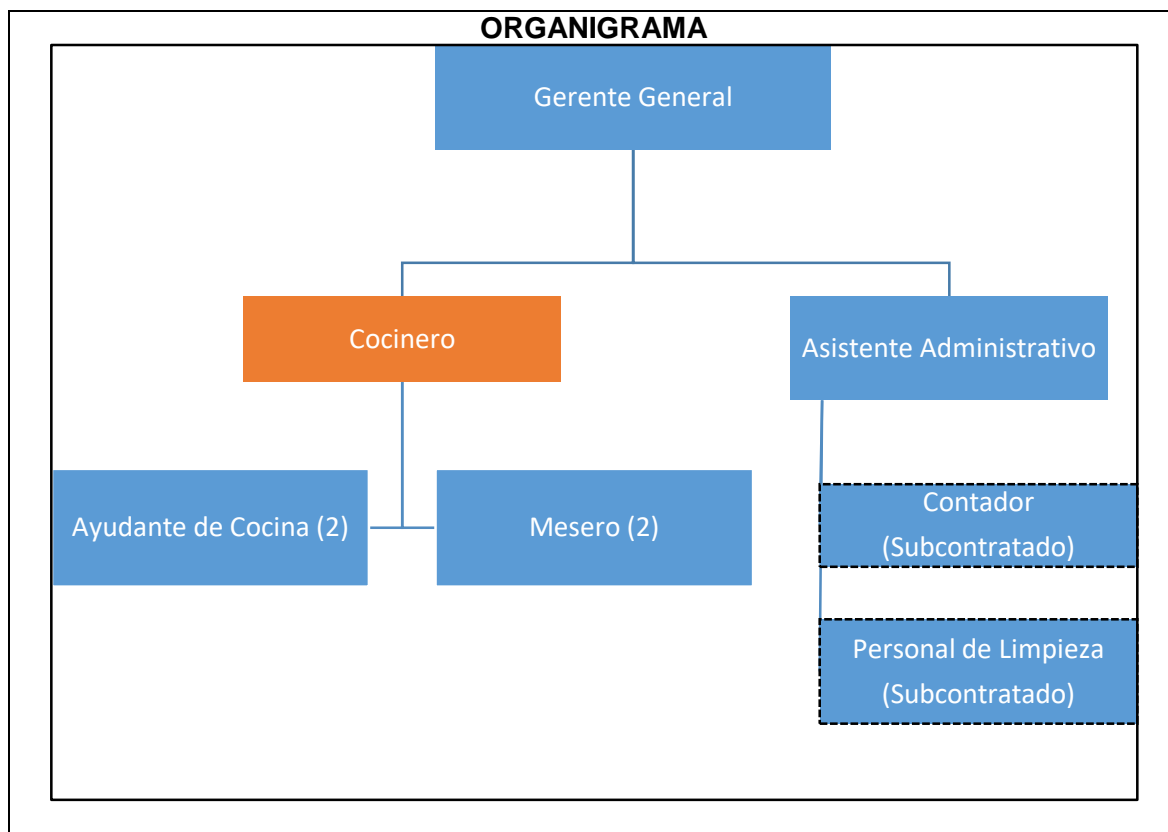 ORGANIGRAMA
Gerente General
Cocinero
Asistente Administrativo
Ayudante de Cocina (2)
Mesero (2)
Contador
(Subcontratado)
Personal de Limpieza
(Subcontratado)